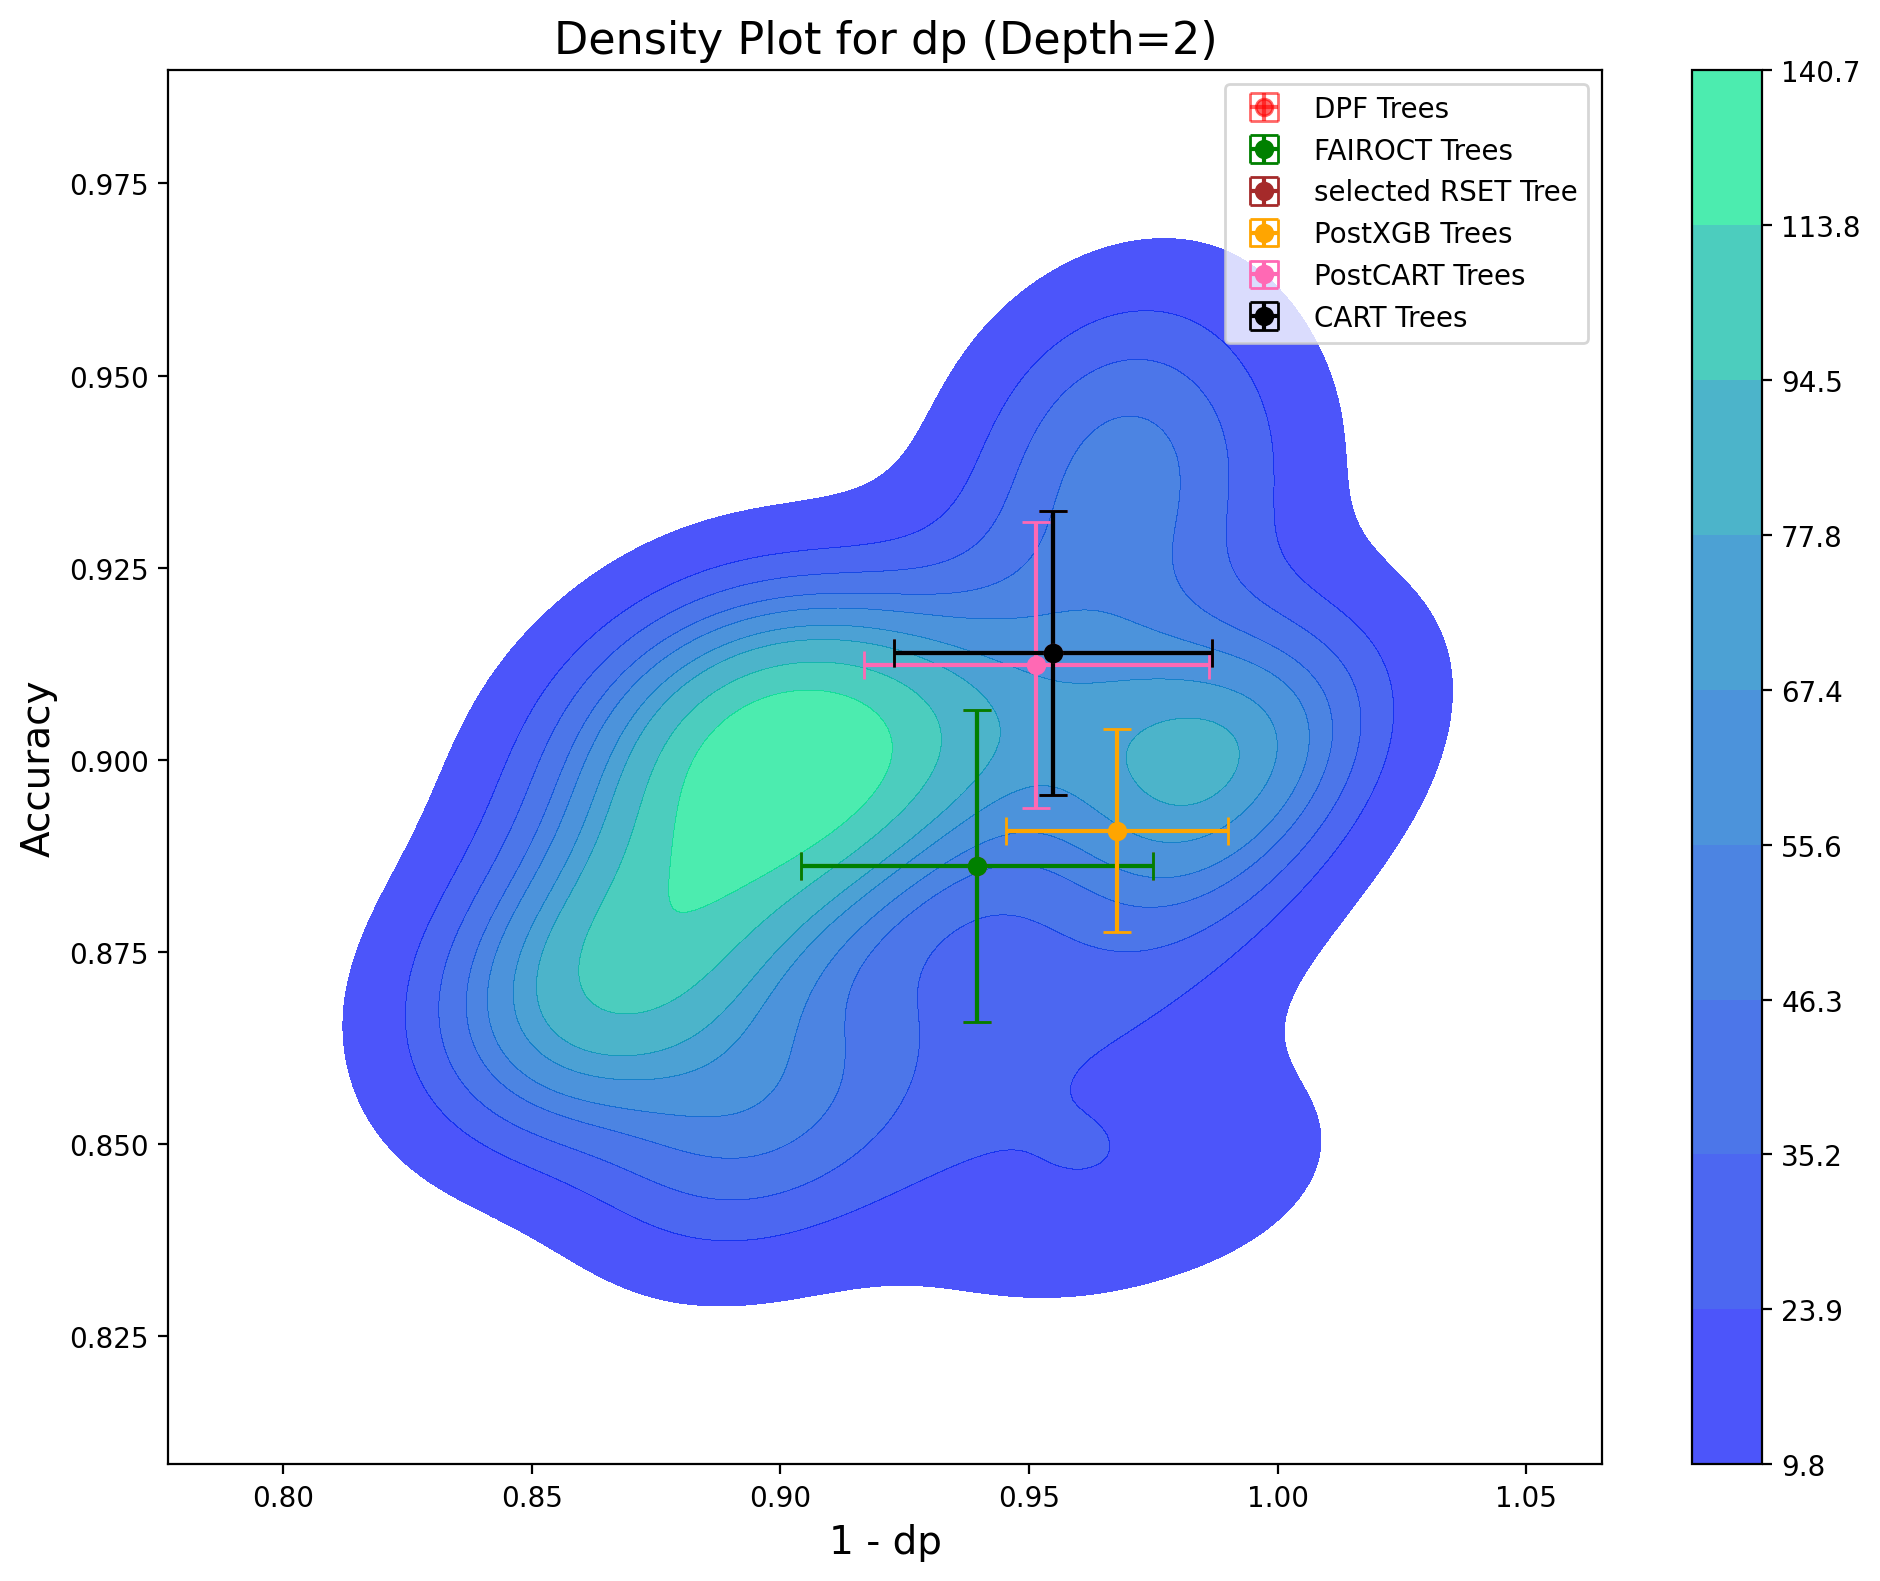 Density Plot for dp (Depth=2)
DPF Trees
FAIROCT Trees
selected RSET Tree
PostXGB Trees
PostCART Trees
CART Trees
Accuracy
0.975
0.950
0.925
0.900
0.875
0.850
0.825
0.80
0.85
0.90
0.95
1.00
1.05
1 - dp
140.7
113.8
94.5
77.8
67.4
55.6
46.3
35.2
23.9
9.8